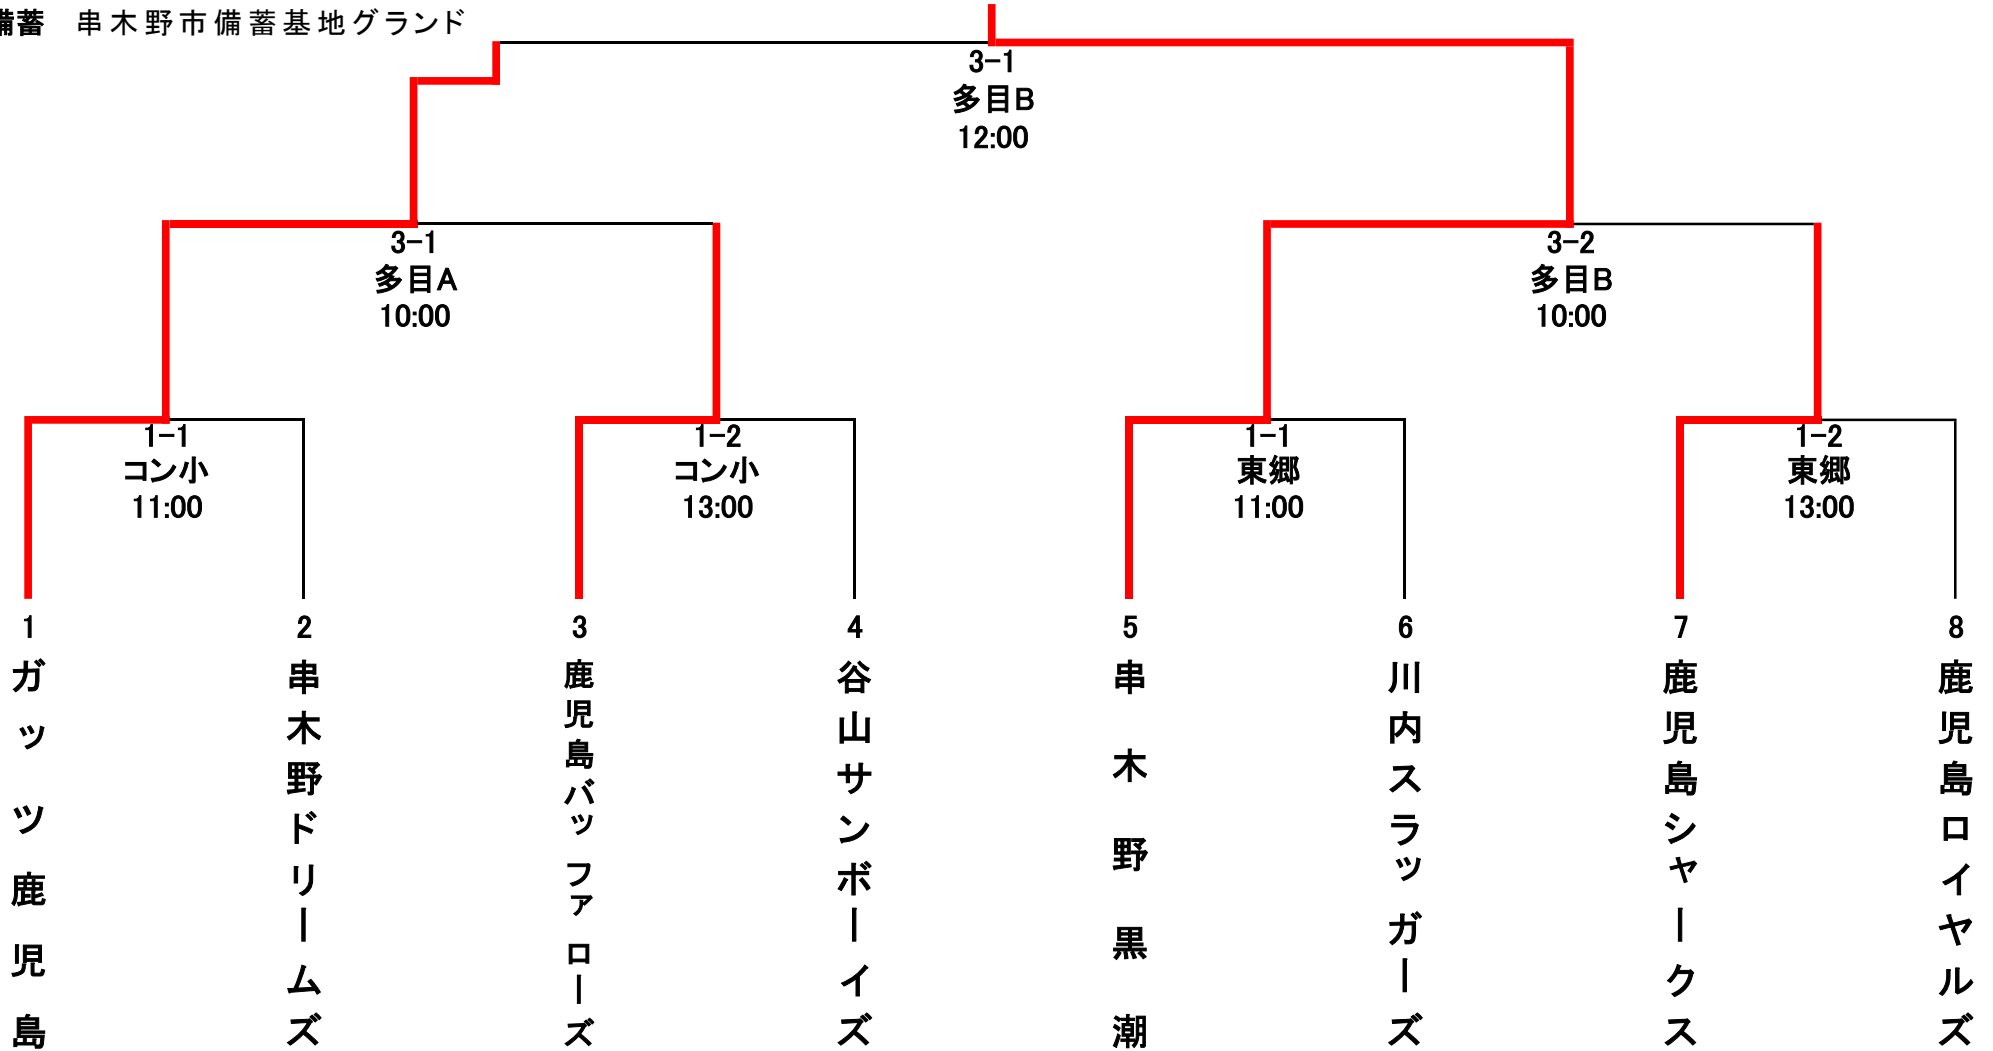 備蓄 串木野市備蓄基地グランド
3-1
多目B
12:00
3-1
多目A
10:00
3-2
多目B
10:00
1-1
コン小
11:00
1-2
コン小
13:00
1-1
東郷
11:00
1-2
東郷
13:00
1
2
3
4
5
6
7
8
ガッツ鹿児島
串木野ドリームズ
鹿児島バッファローズ
谷山サンボーイズ
串木野黒潮
川内スラッガーズ
鹿児島シャークス
鹿児島ロイヤルズ